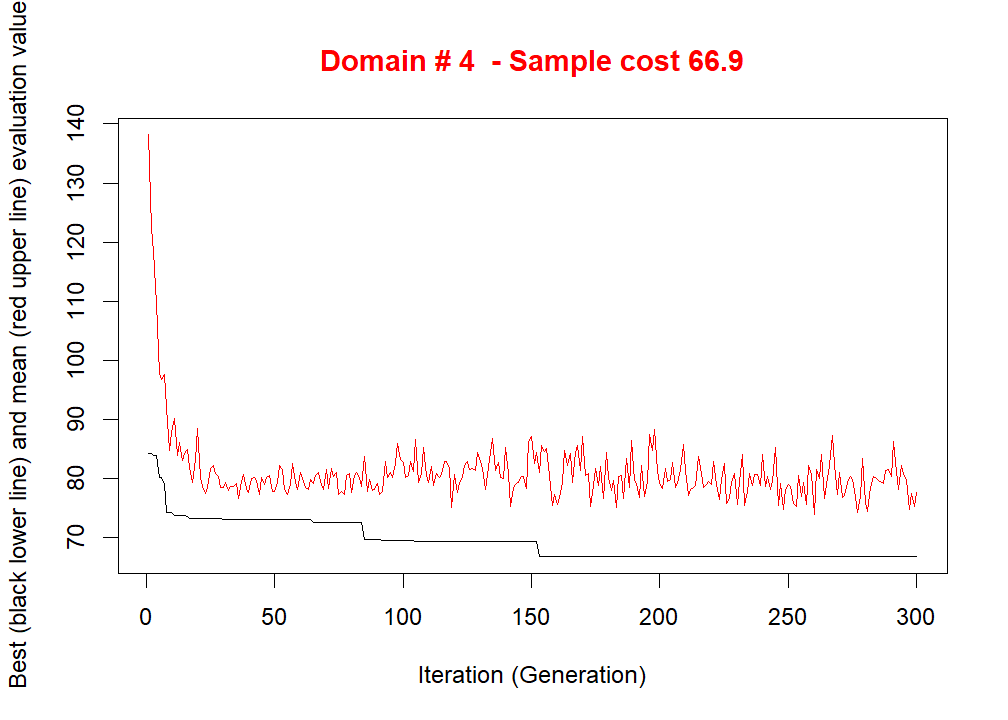 Domain # 4  - Sample cost 66.9
Best (black lower line) and mean (red upper line) evaluation value
140
130
120
110
100
90
80
70
0 50 100 150 200 250 300
Iteration (Generation)